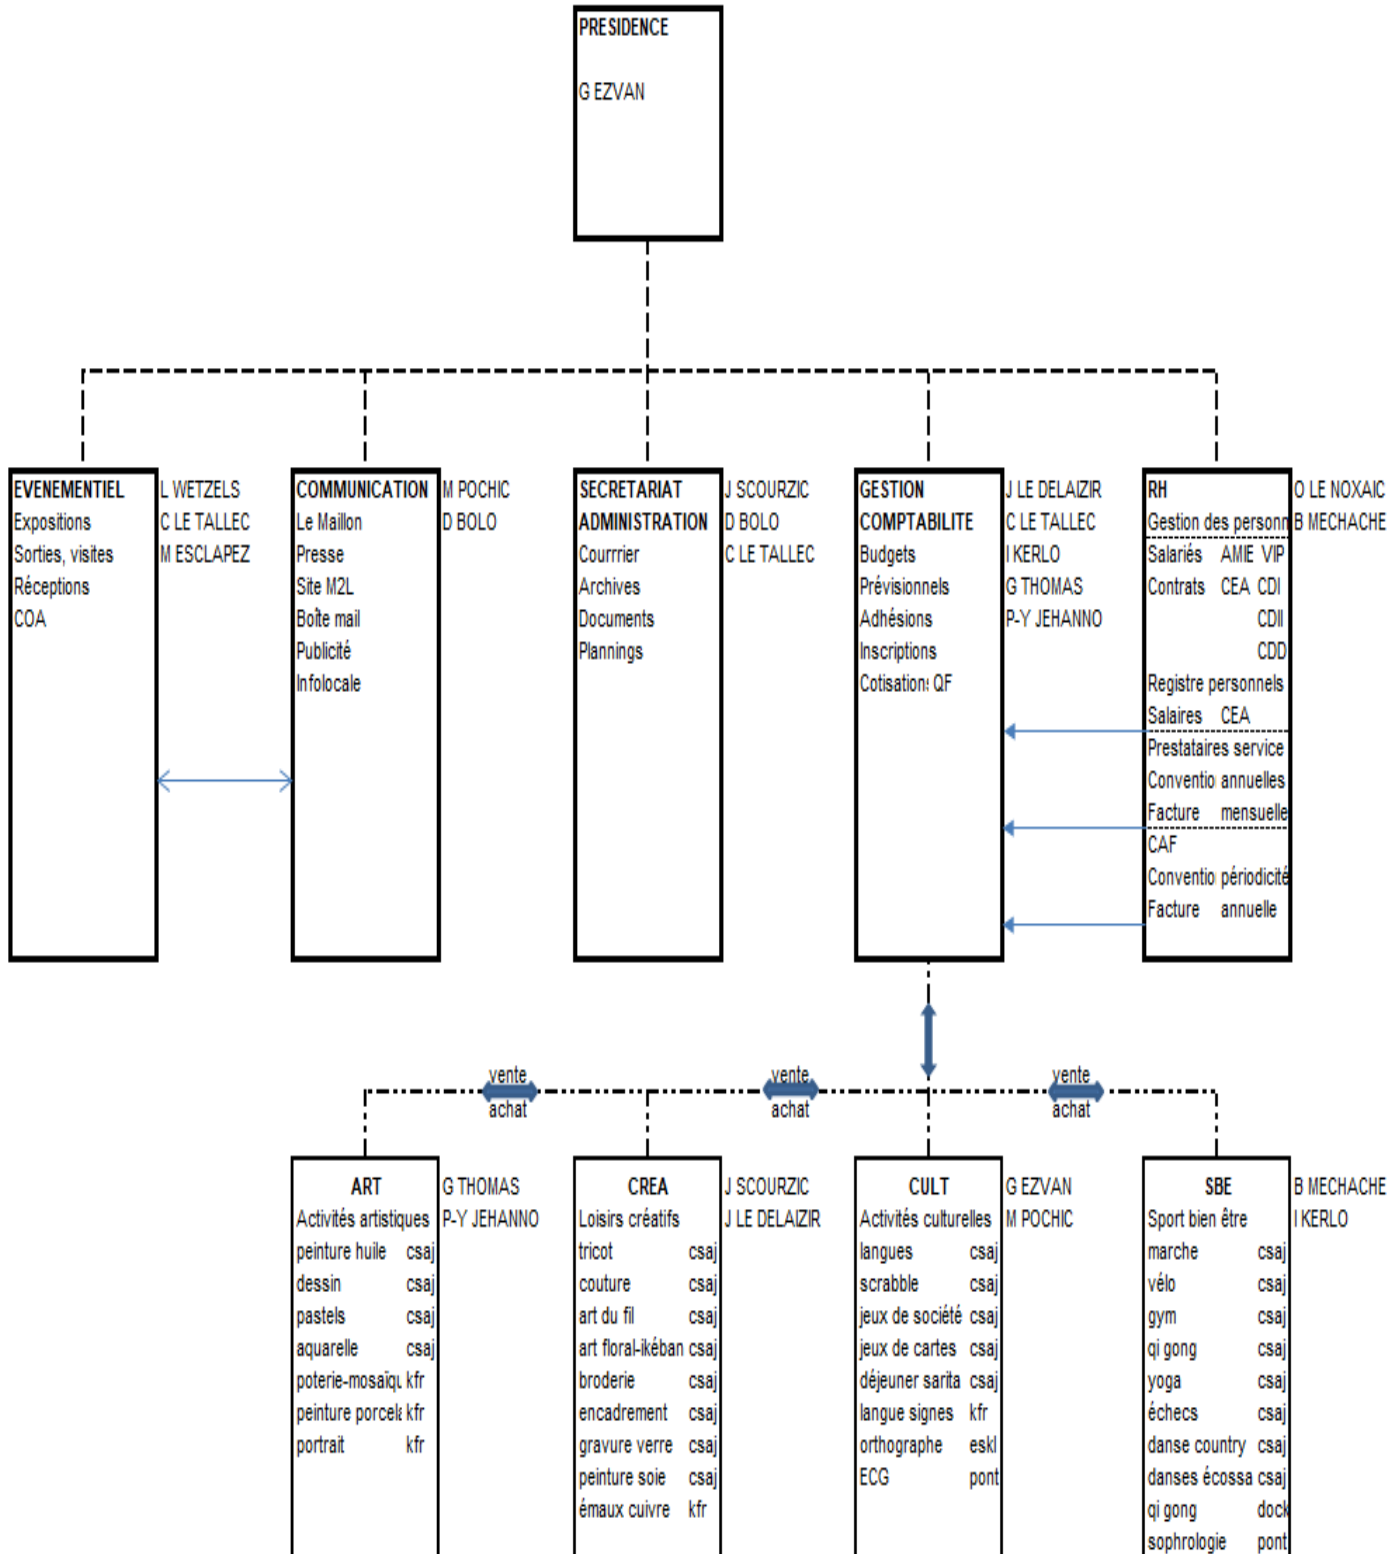 PRESIDENCE
G EZVAN
EVENEMENTIEL
Expositions
Sorties, visites
Réceptions
COA
L WETZELS
C LE TALLEC
M ESCLAPEZ
COMMUNICATION
Le Maillon
Presse
Site M2L
Boîte mail
Publicité
Infolocale
M POCHIC
D BOLO
SECRETARIAT
ADMINISTRATION
Courrrier
Archives
Documents
Plannings
J SCOURZIC
D BOLO
C LE TALLEC
GESTION
COMPTABILITE
Budgets
Prévisionnels
Adhésions
Inscriptions
Cotisations QF
J LE DELAIZIR
C LE TALLEC
I KERLO
G THOMAS
P-Y JEHANNO
RH
Gestion des personn
Salariés AMIE VIP
Contrats CEA CDI
CDII
CDD
Registre personnels
Salaires CEA
Prestataires service
Conventio annuelles
Facture mensuelle
CAF
Conventio périodicité
Facture annuelle
O LE NOXAIC
B MECHACHE
vente
achat
vente
achat
vente
achat
ART
Activités artistiques
peinture huile csaj
dessin csaj
pastels csaj
aquarelle csaj
poterie-mosaïqu kfr
peinture porcela kfr
portrait kfr
G THOMAS
P-Y JEHANNO
CREA
Loisirs créatifs
tricot csaj
couture csaj
art du fil csaj
art floral-ikéban csaj
broderie csaj
encadrement csaj
gravure verre csaj
peinture soie csaj
émaux cuivre kfr
J SCOURZIC
J LE DELAIZIR
CULT
Activités culturelles
langues csaj
scrabble csaj
jeux de société csaj
jeux de cartes csaj
déjeuner sarita csaj
langue signes kfr
orthographe eskl
ECG pont
G EZVAN
M POCHIC
SBE
Sport bien être
marche csaj
vélo csaj
gym csaj
qi gong csaj
yoga csaj
échecs csaj
danse country csaj
danses écossa csaj
qi gong dock
sophrologie pont
B MECHACHE
I KERLO